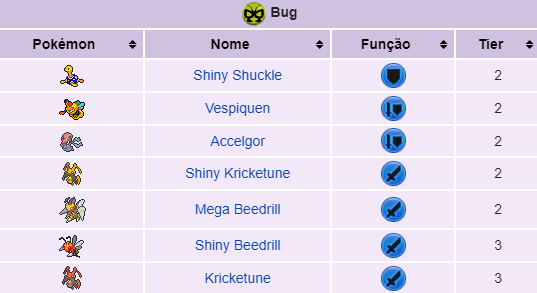 Bug
Pokémon Nome Função Tier
Shiny Shuckle 2
Vespiquen 2
Accelgor 2
Shiny Kricketune 2
Mega Beedrill 2
Shiny Beedrill 3
Kricketune 3